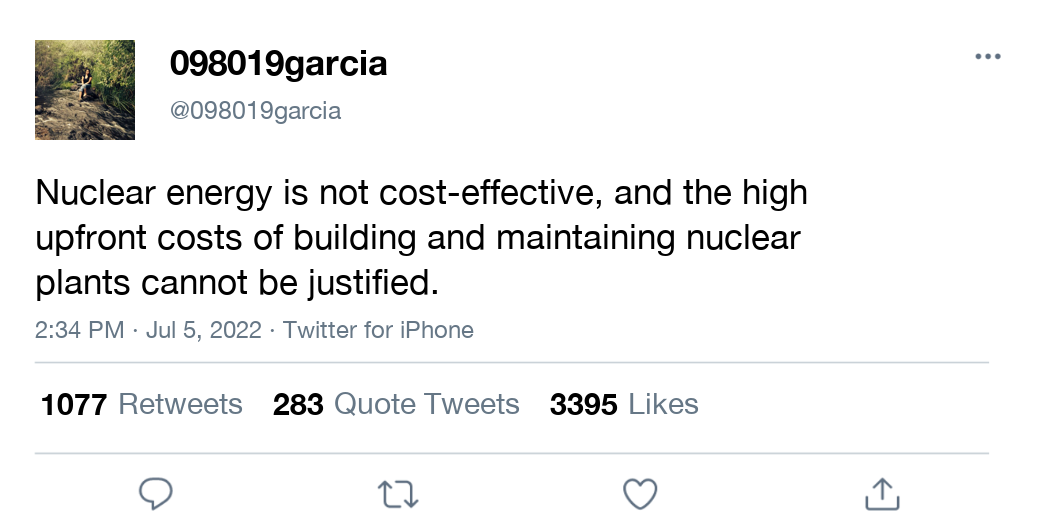 098019garcia
@098019garcia
Nuclear energy is not cost-effective, and the high
upfront costs of building and maintaining nuclear
plants cannot be justified.
2:34 PM · Jul 5, 2022 · Twitter for iPhone
1077 Retweets 283 Quote Tweets 3395 Likes